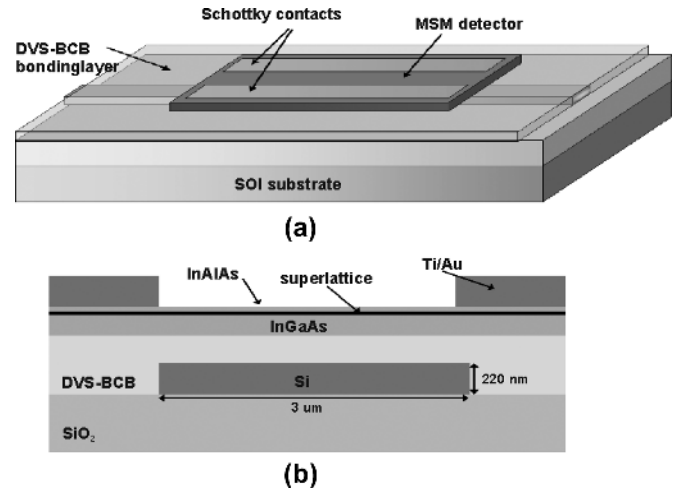 (a)
Schottky contacts
MSM detector
DVS-BCB
bondinglayer
SOI substrate
(a)
InAlAs
superlattice
Ti/Au
InGaAs
DVS-BCB
Si
220 nm
3 um
SiO₂
(b)